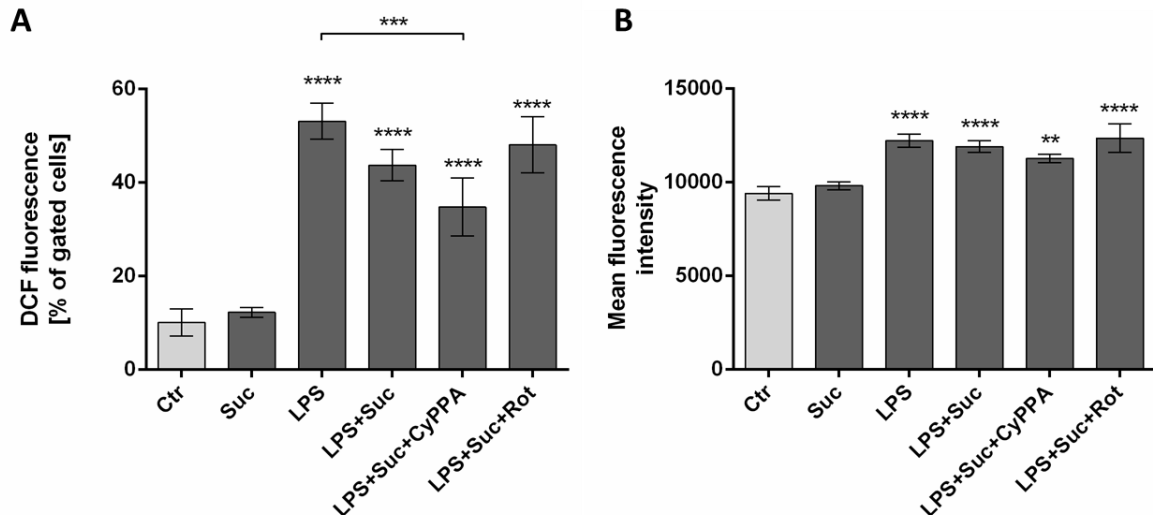 A
***
60
40
20
0
DCF fluorescence
[% of gated cells]
****
****
****
****
Ctr
Suc
LPS
LPS+Suc
LPS+Suc+CyPPA
LPS+Suc+Rot
B
15000
10000
5000
0
Mean fluorescence
intensity
****
****
**
****
Ctr
Suc
LPS
LPS+Suc
LPS+Suc+CyPPA
LPS+Suc+Rot